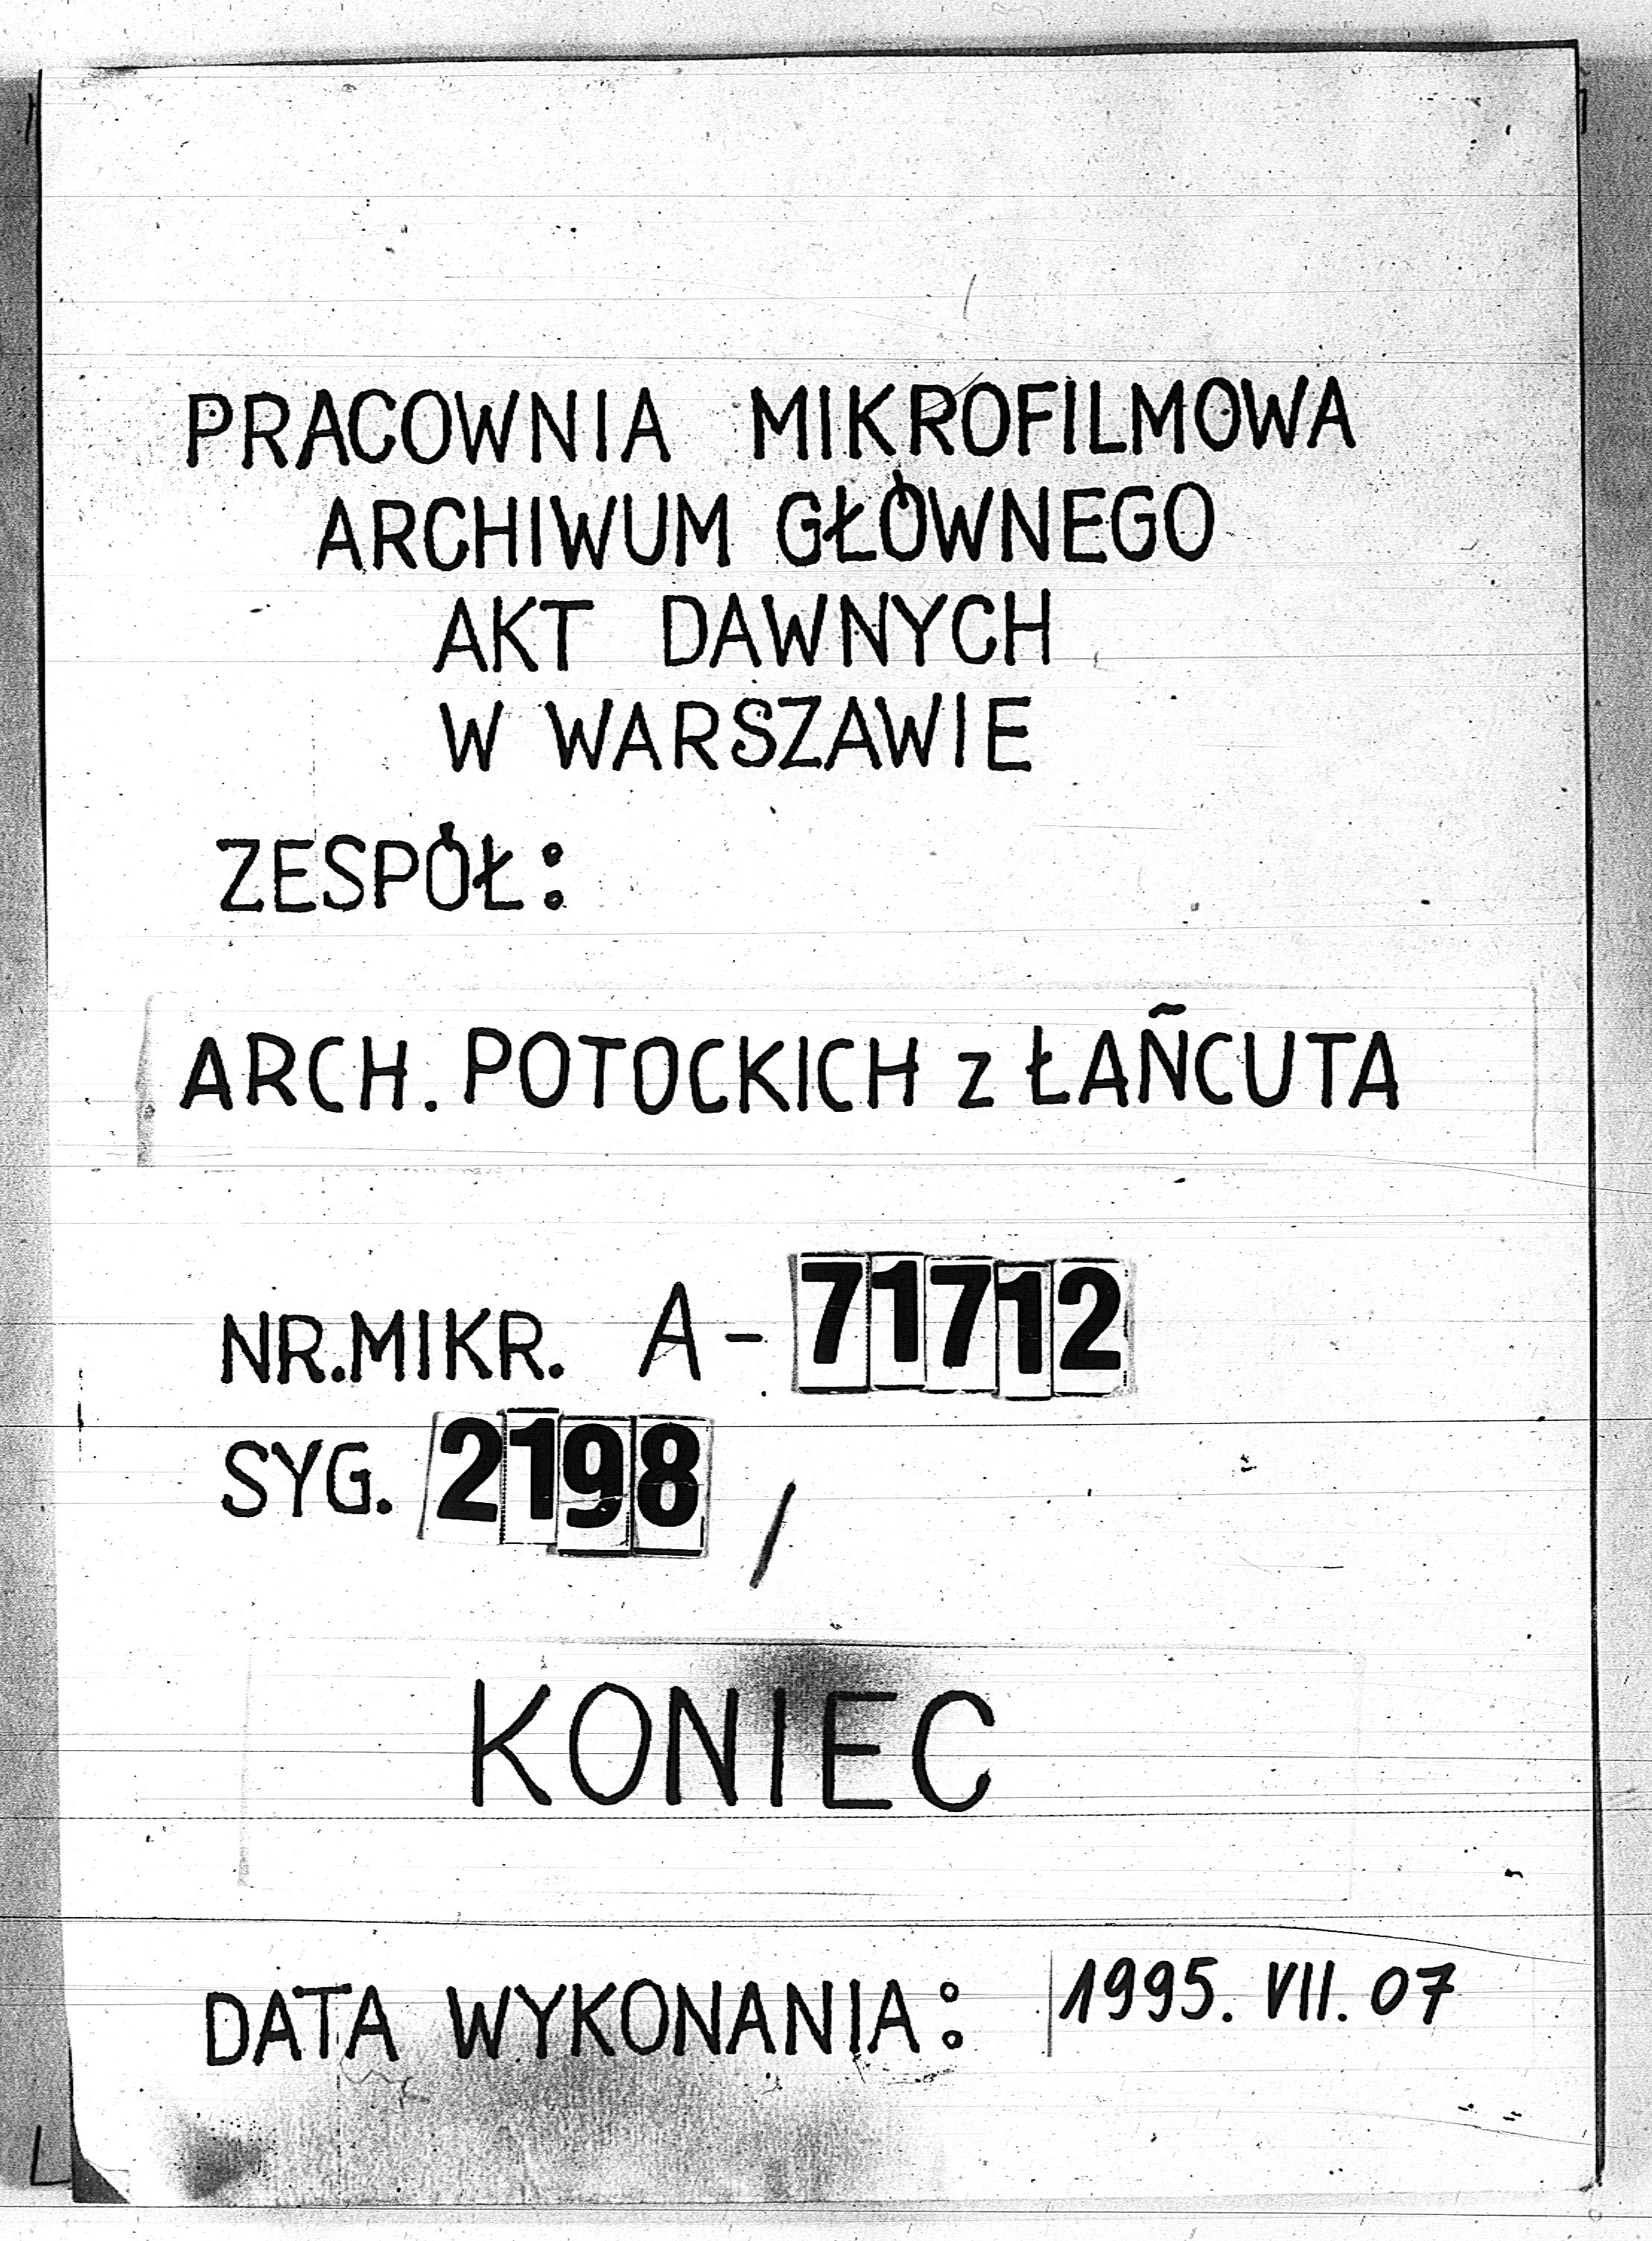 PRACOWNIA MIKROFILMOWA
ARCHIWUM GŁÓWNEGO
AKT DAWNYCH
W WARSZAWIE
ZESPÓŁ:
ARCH. POTOCKICH z ŁAŃCUTA
NR.MIKR. A-71712
SYG. 2198/
KONIEC
DATA WYKONANIA: 1995. VII. 07